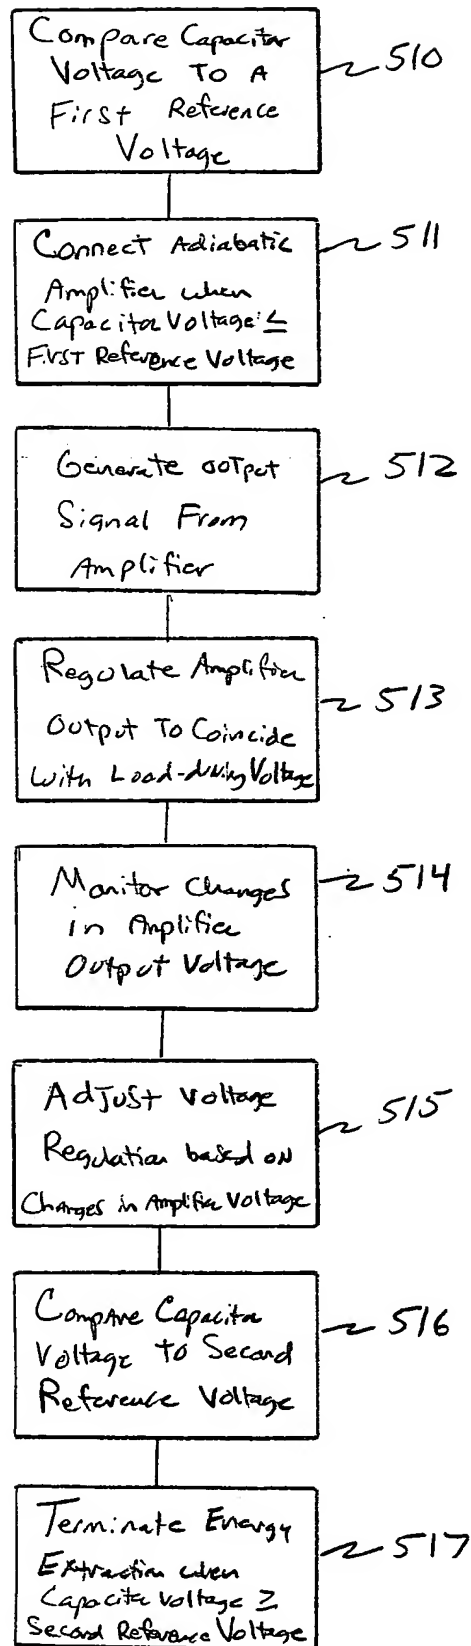 Compare Capacitor
Voltage To A
First Reference
Voltage
510
Connect Adiabatic
Amplifier when
Capacitor Voltage ≤
First Reference Voltage
511
Generate output
Signal From
Amplifier
512
Regulate Amplifier
Output To Coincide
with Load-driving Voltage
513
Monitor Changes
in Amplifier
Output Voltage
514
Adjust Voltage
Regulation based on
Changes in Amplifier Voltage
515
Compare Capacitor
Voltage to Second
Reference Voltage
516
Terminate Energy
Extraction when
Capacitor Voltage ≥
Second Reference Voltage
517